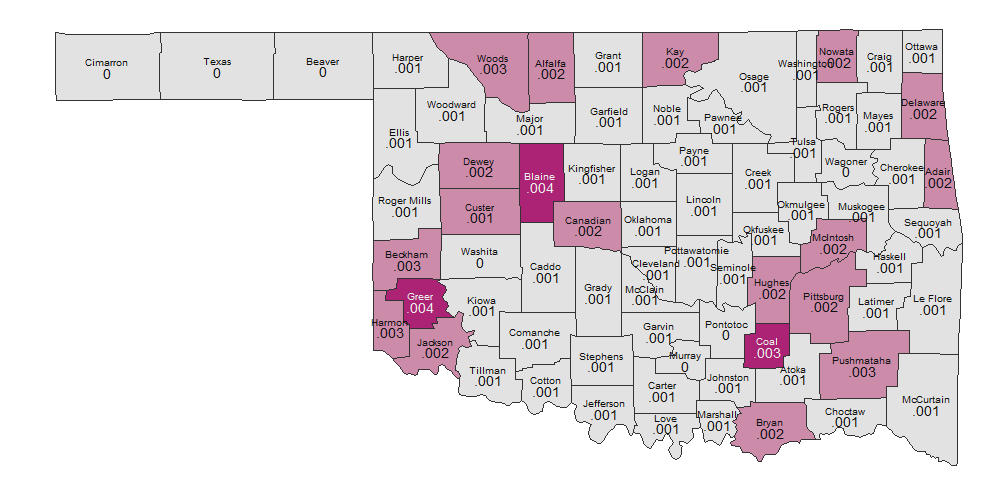 Cimarron
0
Texas
0
Beaver
0
Harper
.001
Woods
.003
Alfalfa
.002
Grant
.001
Kay
.002
Osage
.001
Washington
.001
Nowata
.002
Craig
.001
Ottawa
.001
Woodward
.001
Ellis
.001
Major
.001
Garfield
.001
Noble
.001
Pawnee
.001
Rogers
.001
Mayes
.001
Delaware
.002
Dewey
.002
Blaine
.004
Kingfisher
.001
Logan
.001
Payne
.001
Creek
.001
Tulsa
.001
Wagoner
0
Cherokee
.001
Adair
.002
Roger Mills
.001
Custer
.001
Canadian
.002
Oklahoma
.001
Lincoln
.001
Okfuskee
.001
Okmulgee
.001
Muskogee
.001
Sequoyah
.001
Beckham
.003
Washita
0
Caddo
.001
Grady
.001
Cleveland
.001
McClain
.001
Pottawatomie
.001
Seminole
.001
Hughes
.002
McIntosh
.002
Pittsburg
.002
Haskell
.001
Latimer
.001
Le Flore
.001
Greer
.004
Harmon
.003
Jackson
.002
Kiowa
.001
Comanche
.001
Tillman
.001
Cotton
.001
Stephens
.001
Jefferson
.001
Garvin
.001
Murray
0
Carter
.001
Love
.001
Pontotoc
0
Johnston
.001
Marshall
.001
Coal
.003
Atoka
.001
Bryan
.002
Pushmataha
.003
Choctaw
.001
McCurtain
.001